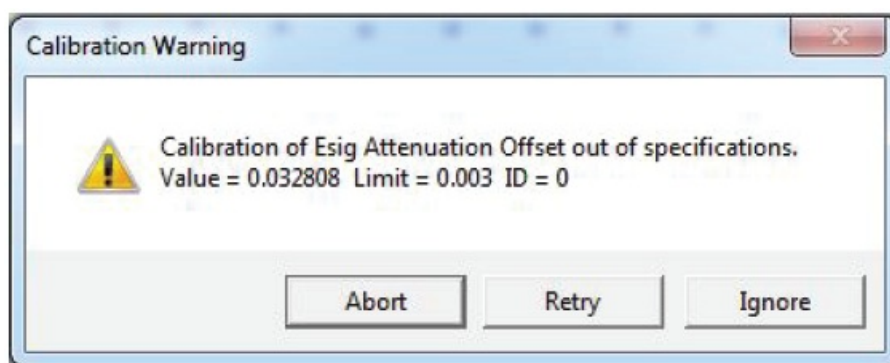 Calibration Warning
Calibration of Esig Attenuation Offset out of specifications.
Value = 0.032808 Limit = 0.003 ID = 0
Abort Retry Ignore